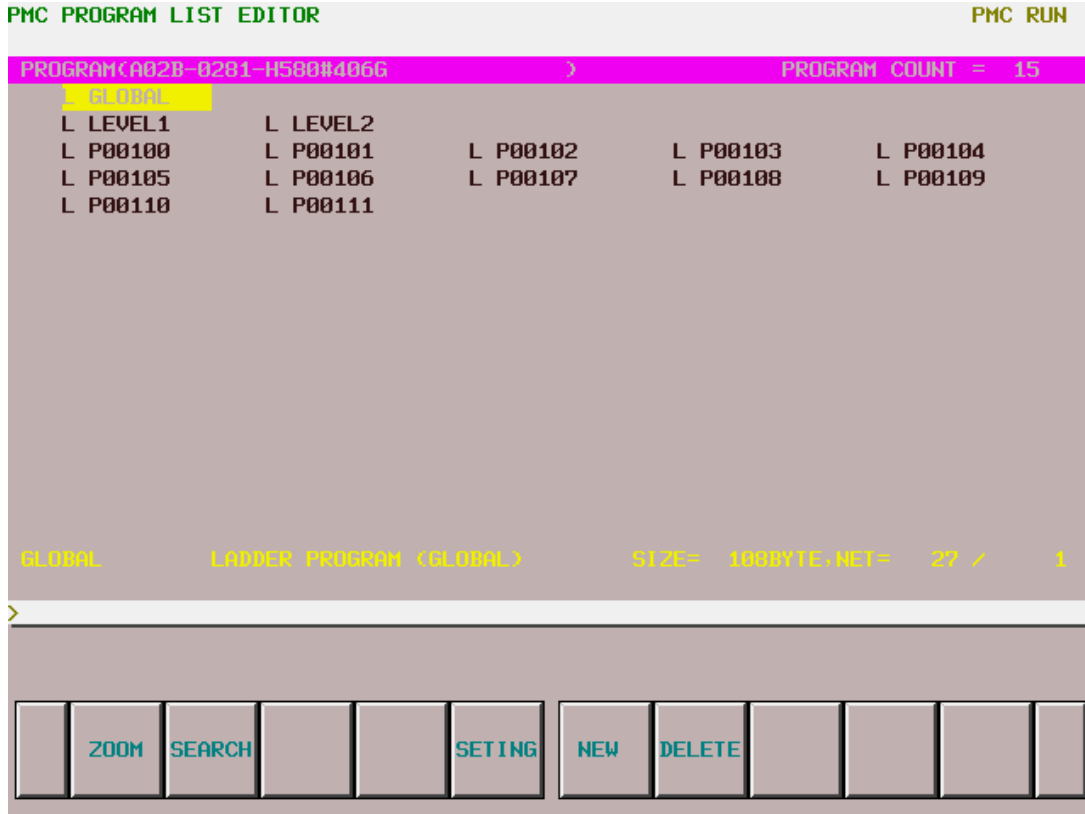 PMC PROGRAM LIST EDITOR PMC RUN
PROGRAM(A02B-0281-H580#406G ) PROGRAM COUNT = 15
L GLOBAL
L LEVEL1 L LEVEL2
L P00100 L P00101 L P00102 L P00103 L P00104
L P00105 L P00106 L P00107 L P00108 L P00109
L P00110 L P00111
GLOBAL LADDER PROGRAM (GLOBAL) SIZE= 108BYTE,NET= 27 / 1
>
ZOOM SEARCH SETING NEW DELETE